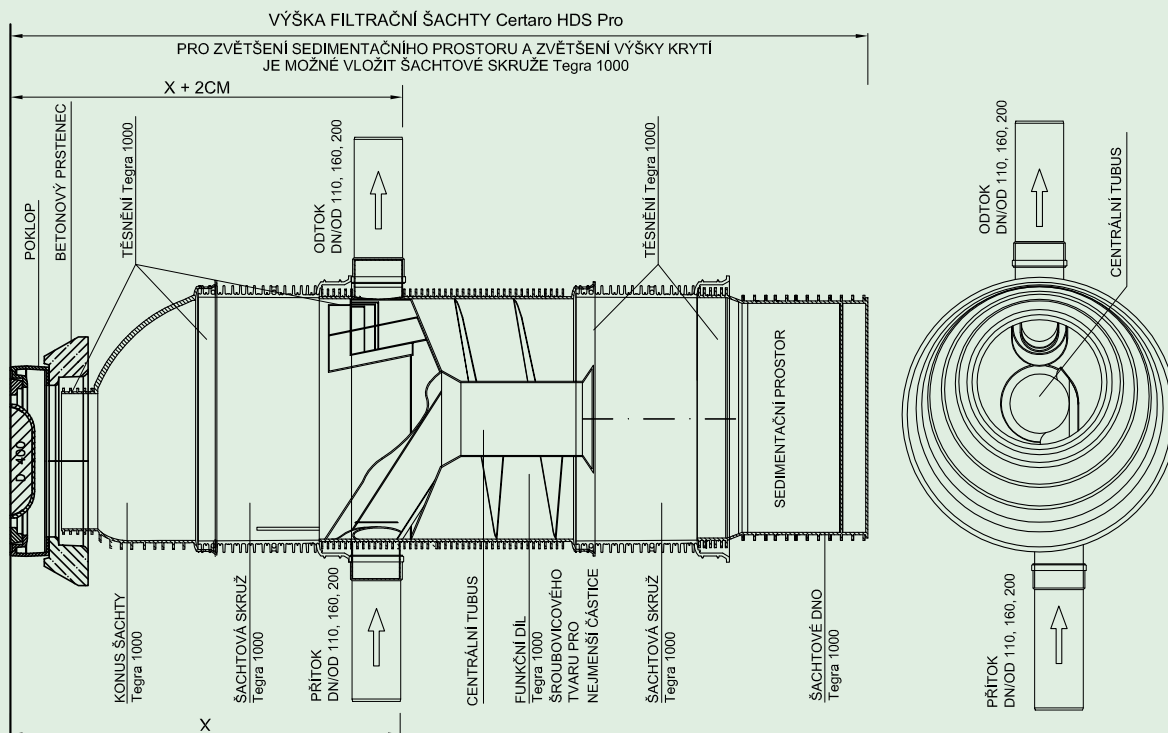 VÝŠKA FILTRAČNÍ ŠACHTY Certaro HDS Pro
PRO ZVĚTŠENÍ SEDIMENTAČNÍHO PROSTORU A ZVĚTŠENÍ VÝŠKY KRYTÍ
JE MOŽNÉ VLOŽIT ŠACHTOVÉ SKRUŽE Tegra 1000
X + 2CM
POKLOP
BETONOVÝ PRSTENEC
TĚSNĚNÍ Tegra 1000
ODTOK
DN/OD 110, 160, 200
TĚSNĚNÍ Tegra 1000
ODTOK
DN/OD 110, 160, 200
CENTRÁLNÍ TUBUS
D 400
SEDIMENTAČNÍ PROSTOR
KONUS ŠACHTY
Tegra 1000
ŠACHTOVÁ SKRUŽ
Tegra 1000
PŘÍTOK
DN/OD 110, 160, 200
CENTRÁLNÍ TUBUS
FUNKČNÍ DÍL
Tegra 1000
ŠROUBOVICOVÉHO
TVARU PRO
NEJMENŠÍ ČÁSTICE
ŠACHTOVÁ SKRUŽ
Tegra 1000
ŠACHTOVÉ DNO
Tegra 1000
PŘÍTOK
DN/OD 110, 160, 200
X